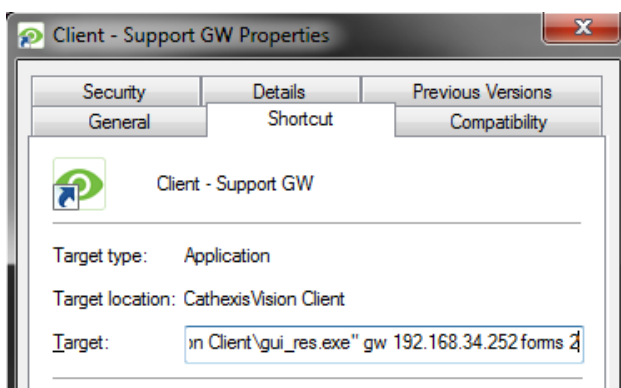 Client - Support GW Properties
Security Details Previous Versions
General Shortcut Compatibility
Client - Support GW
Target type: Application
Target location: CathexisVision Client
Target: on Client\gui_res.exe" gw 192.168.34.252 forms 2